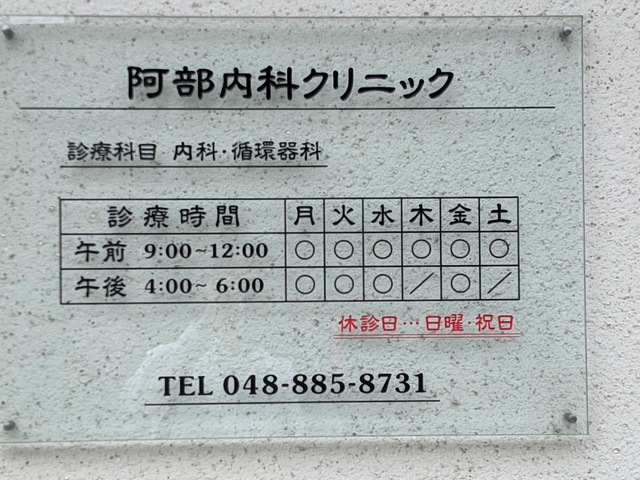 阿部内科クリニック
診療科目 内科・循環器科
診療時間 月 火 水 木 金 土
午前 9:00~12:00 ○ ○ ○ ○ ○ ○
午後 4:00~ 6:00 ○ ○ ○ ／ ○ ／
休診日…日曜・祝日
TEL 048-885-8731